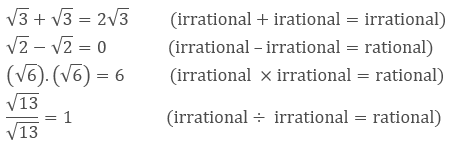 √3 + √3 = 2√3 (irrational + irational = irrational)
√2 − √2 = 0 (irrational – irrational = rational)
(√6). (√6) = 6 (irrational × irrational = rational)
√13/√13 = 1 (irrational ÷ irrational = rational)